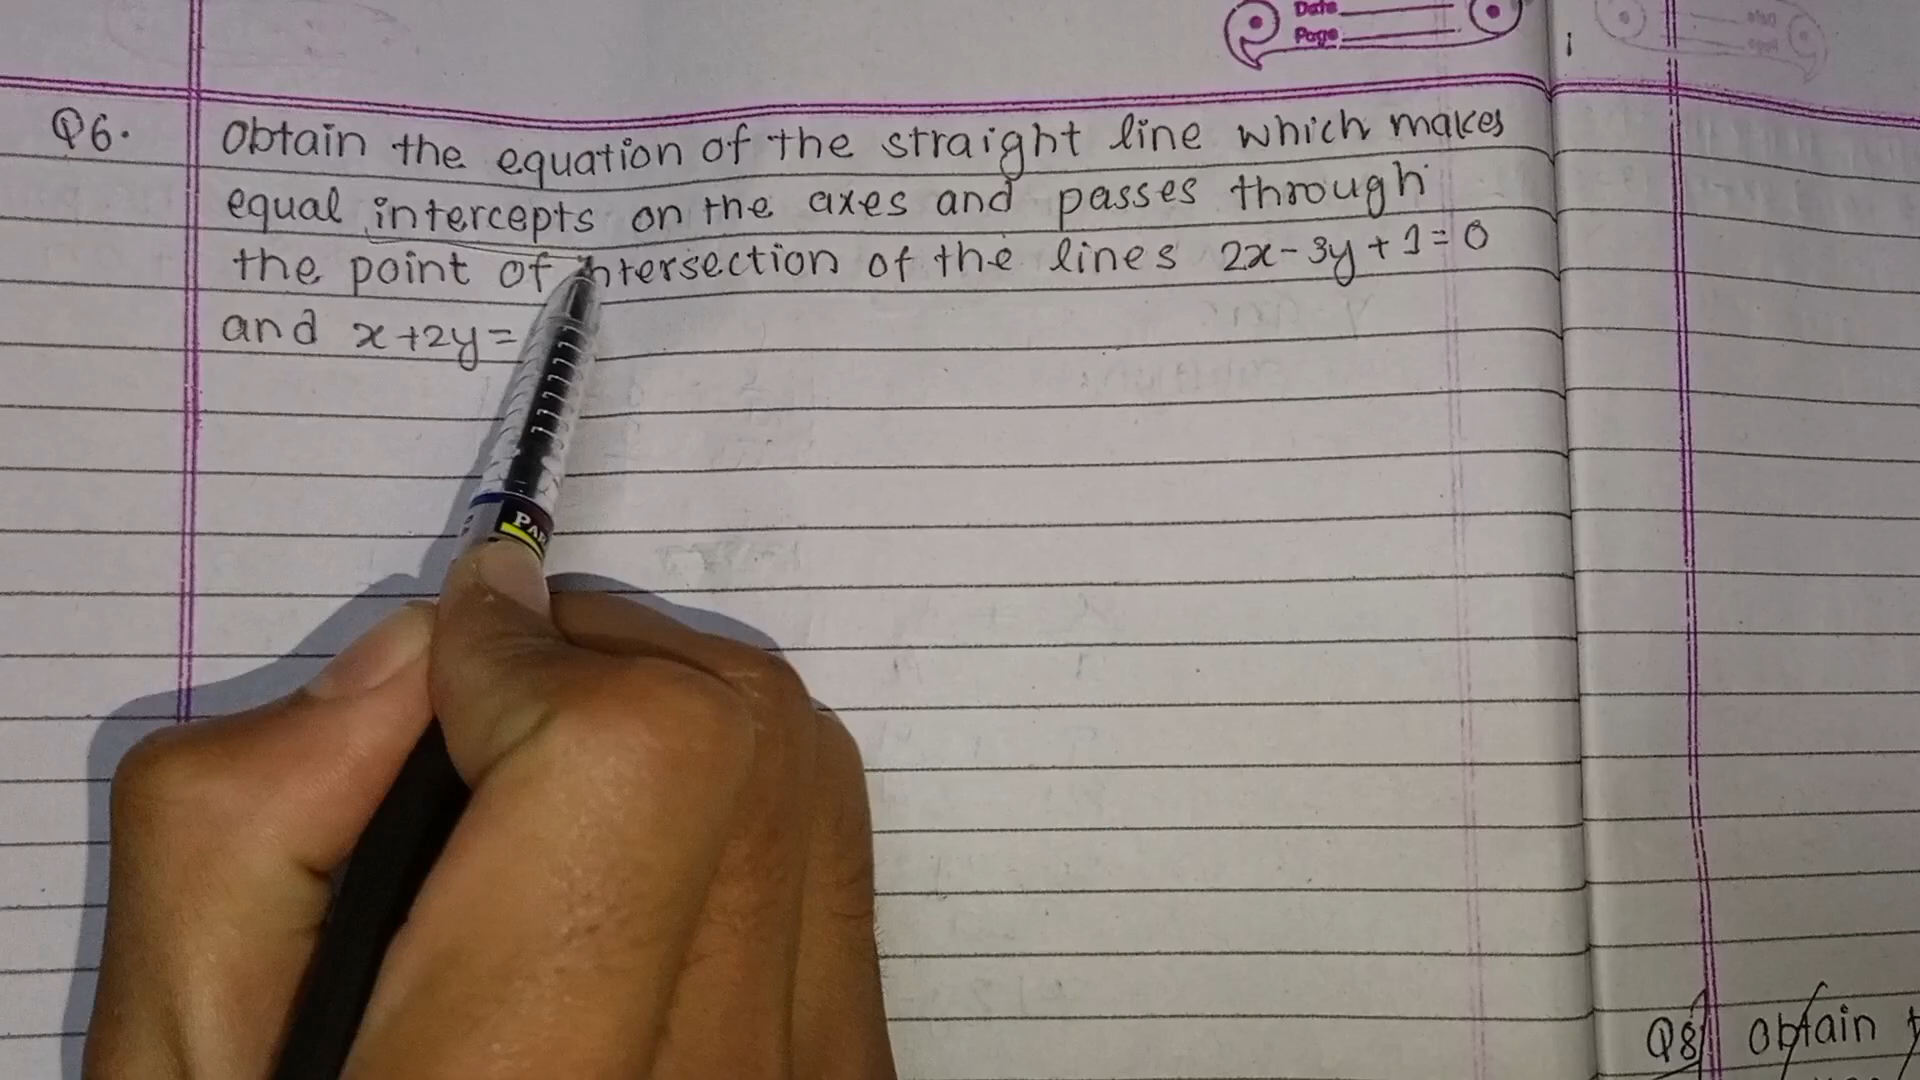 Date
Page
Q6. Obtain the equation of the straight line which makes
equal intercepts on the axes and passes through
the point of intersection of the lines 2x-3y+1=0
and x+2y=
Q8 Obtain